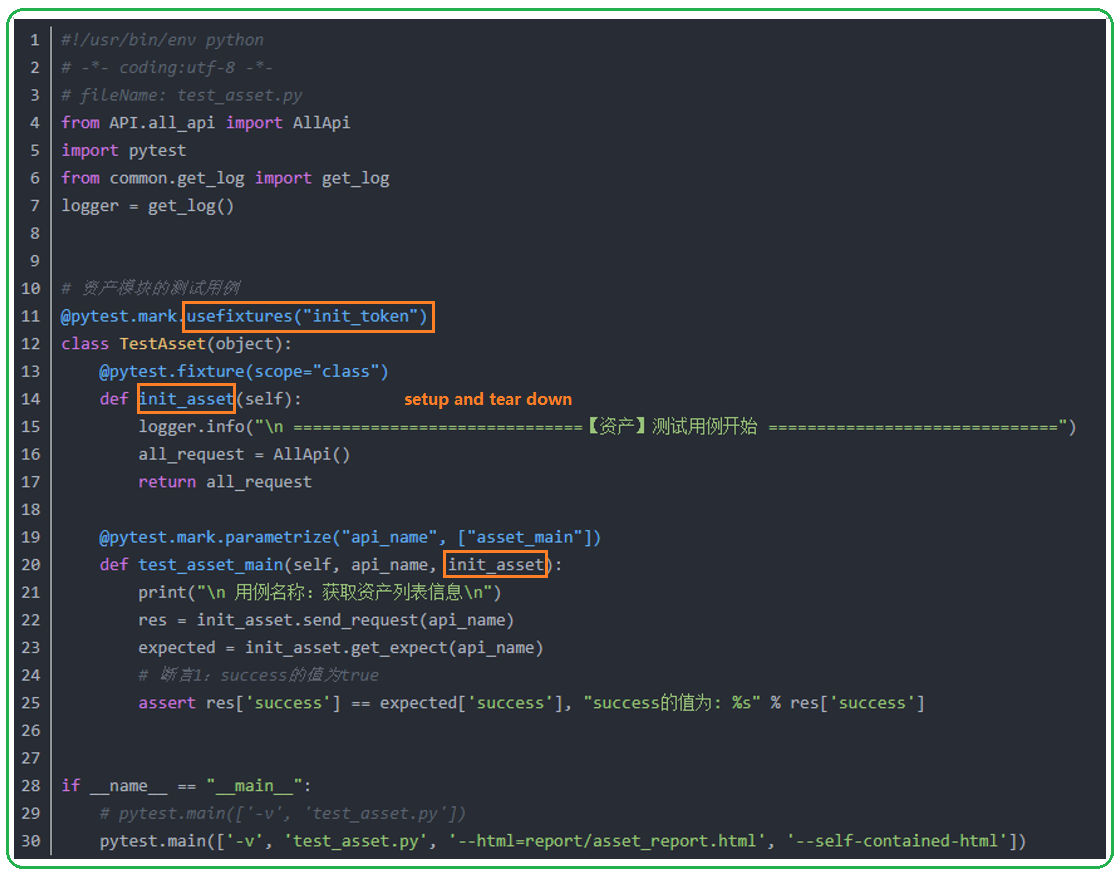 1 #!/usr/bin/env python
2 # -*- coding:utf-8 -*-
3 # fileName: test_asset.py
4 from API.all_api import AllApi
5 import pytest
6 from common.get_log import get_log
7 logger = get_log()
8
9
10 # 资产模块的测试用例
11 @pytest.mark.usefixtures("init_token")
12 class TestAsset(object):
13     @pytest.fixture(scope="class")
14     def init_asset(self): setup and tear down
15         logger.info("\n ==============================【资产】测试用例开始 ==============================")
16         all_request = AllApi()
17         return all_request
18
19     @pytest.mark.parametrize("api_name", ["asset_main"])
20     def test_asset_main(self, api_name, init_asset):
21         print("\n 用例名称：获取资产列表信息\n")
22         res = init_asset.send_request(api_name)
23         expected = init_asset.get_expect(api_name)
24         # 断言1：success的值为true
25         assert res['success'] == expected['success'], "success的值为: %s" % res['success']
26
27
28 if __name__ == "__main__":
29     # pytest.main(['-v', 'test_asset.py'])
30     pytest.main(['-v', 'test_asset.py', '--html=report/asset_report.html', '--self-contained-html'])